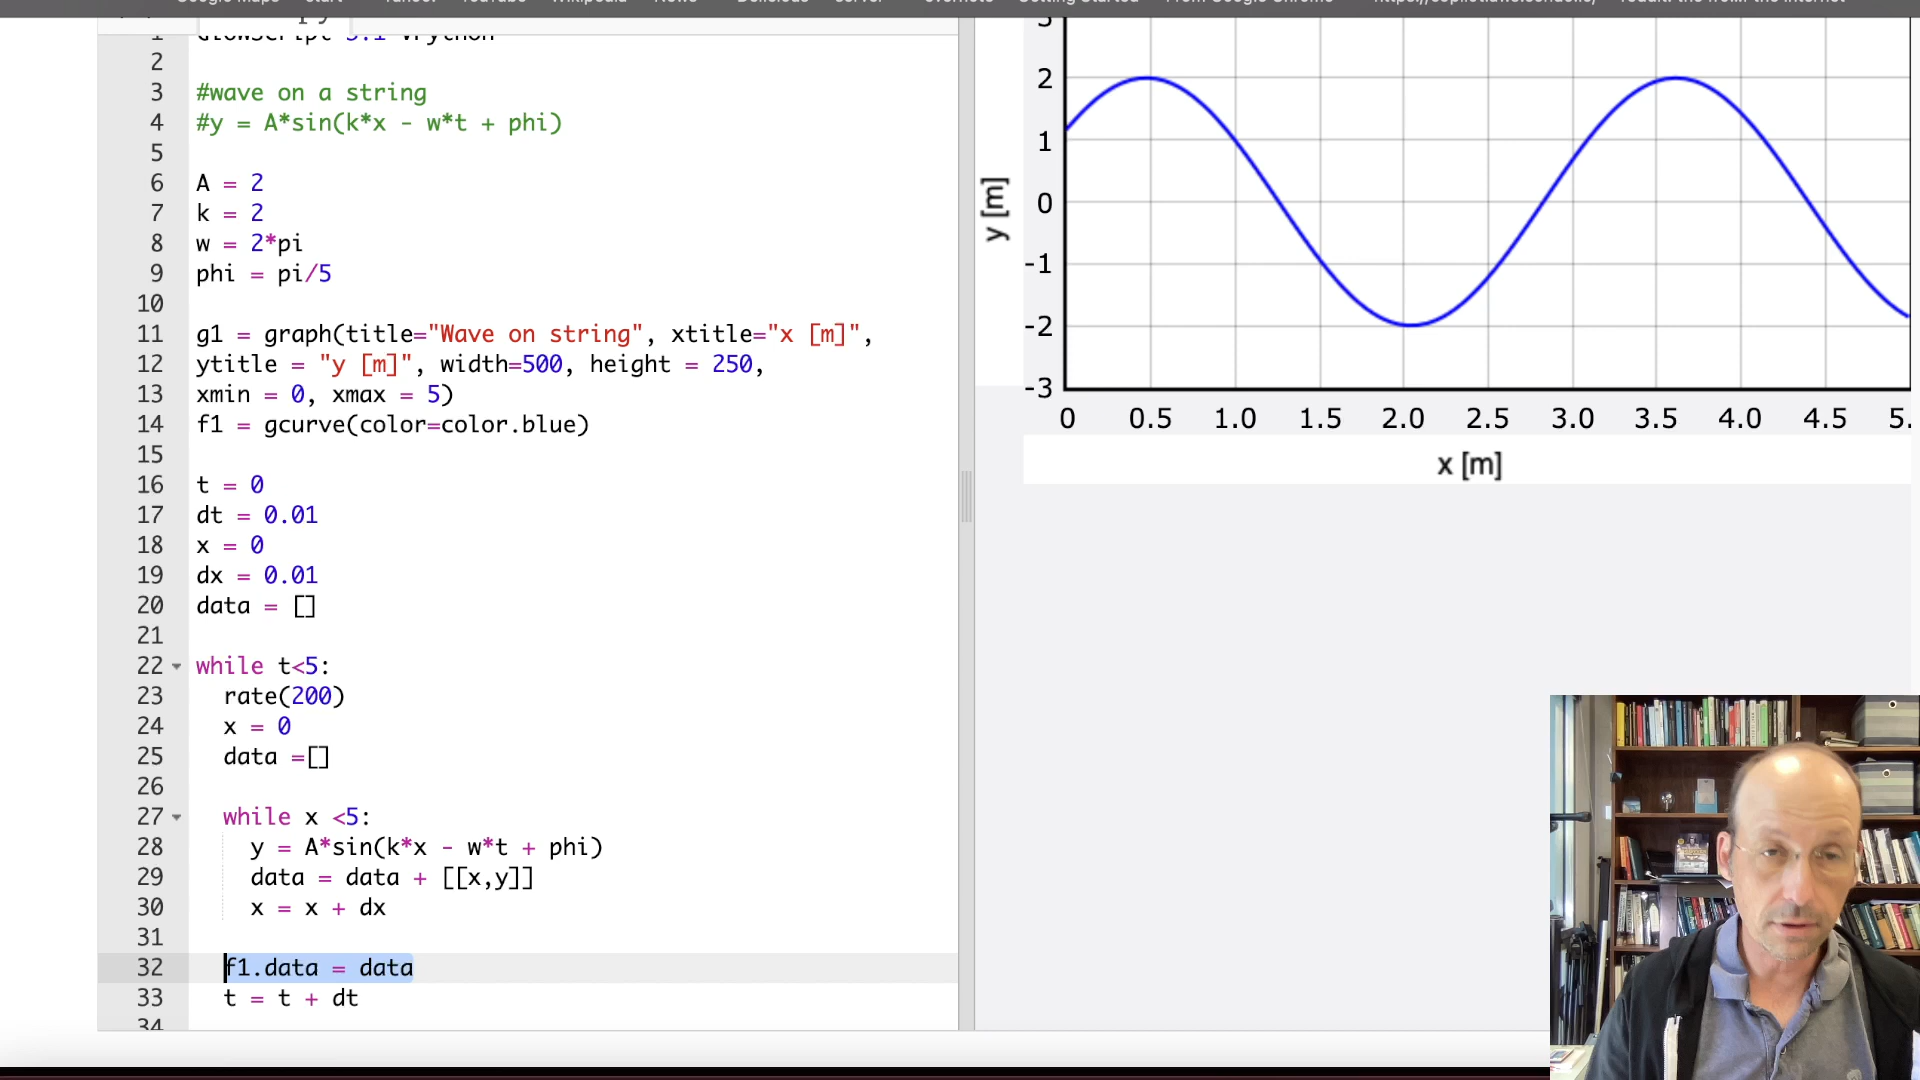 2
3 #wave on a string
4 #y = A*sin(k*x - w*t + phi)
5
6 A = 2
7 k = 2
8 w = 2*pi
9 phi = pi/5
10
11 g1 = graph(title="Wave on string", xtitle="x [m]",
12 ytitle = "y [m]", width=500, height = 250,
13 xmin = 0, xmax = 5)
14 f1 = gcurve(color=color.blue)
15
16 t = 0
17 dt = 0.01
18 x = 0
19 dx = 0.01
20 data = []
21
22 while t<5:
23 rate(200)
24 x = 0
25 data =[]
26
27 while x <5:
28 y = A*sin(k*x - w*t + phi)
29 data = data + [[x,y]]
30 x = x + dx
31
32 f1.data = data
33 t = t + dt
34
y [m]
2
1
0
-1
-2
-3
0 0.5 1.0 1.5 2.0 2.5 3.0 3.5 4.0 4.5 5.
x [m]